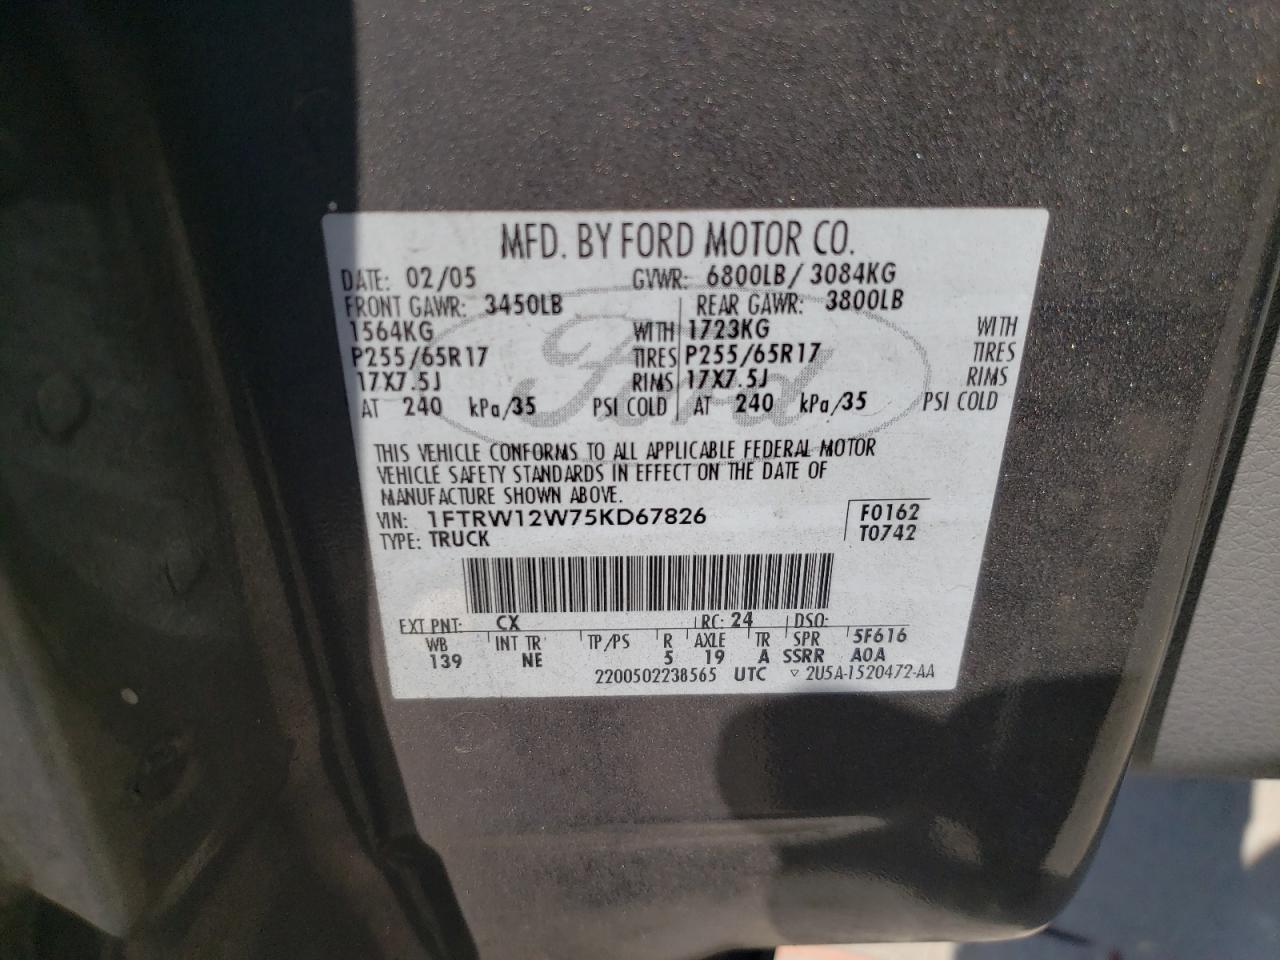 MFD. BY FORD MOTOR CO.
DATE: 02/05 GVWR: 6800LB/ 3084KG
FRONT GAWR: 3450LB REAR GAWR: 3800LB
1564KG WITH 1723KG WITH
P255/65R17 TIRES P255/65R17 TIRES
17X7.5J RIMS 17X7.5J RIMS
AT 240 kPa/35 PSI COLD AT 240 kPa/35 PSI COLD
Ford
THIS VEHICLE CONFORMS TO ALL APPLICABLE FEDERAL MOTOR
VEHICLE SAFETY STANDARDS IN EFFECT ON THE DATE OF
MANUFACTURE SHOWN ABOVE.
VIN: 1FTRW12W75KD67826 F0162
TYPE: TRUCK T0742
EXT PNT: CX RC: 24 DSO:
WB INT TR TP/PS R AXLE TR SPR 5F616
139 NE 5 19 A SSRR A0A
2200502238565 UTC ▽ 2U5A-1520472-AA